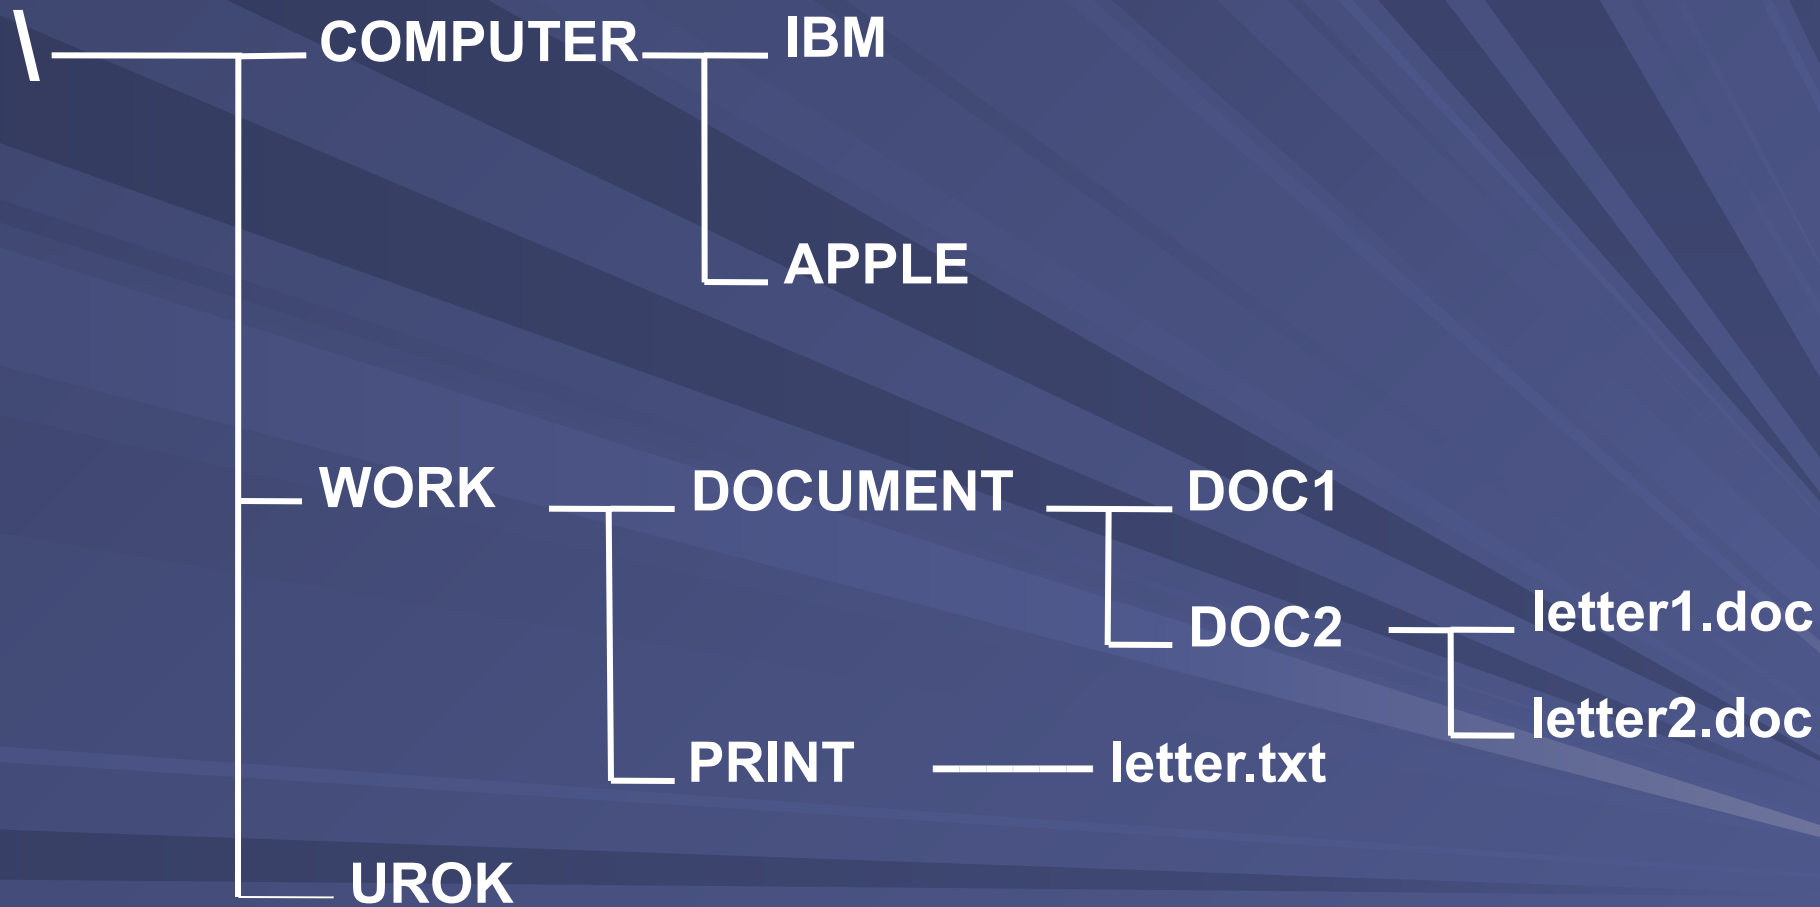 \ COMPUTER IBM
APPLE
WORK DOCUMENT DOC1
DOC2 letter1.doc
letter2.doc
PRINT letter.txt
UROK